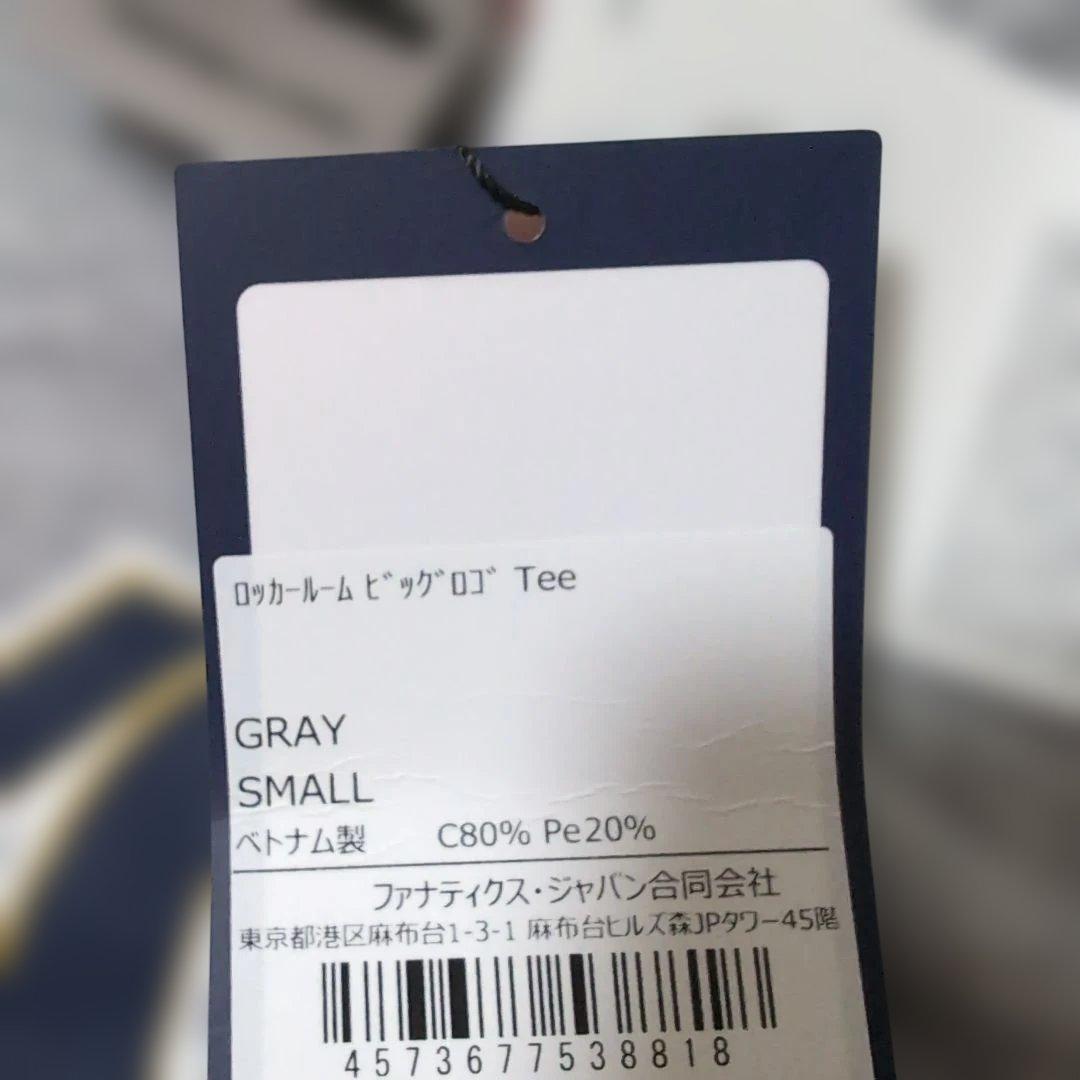 ﾛｯｶｰﾙｰﾑ ﾋﾞｯｸﾞﾛｺﾞ Tee
GRAY
SMALL
ベトナム製 C80% Pe20%
ファナティクス・ジャパン合同会社
東京都港区麻布台1-3-1 麻布台ヒルズ森JPタワー45階
4573677538818